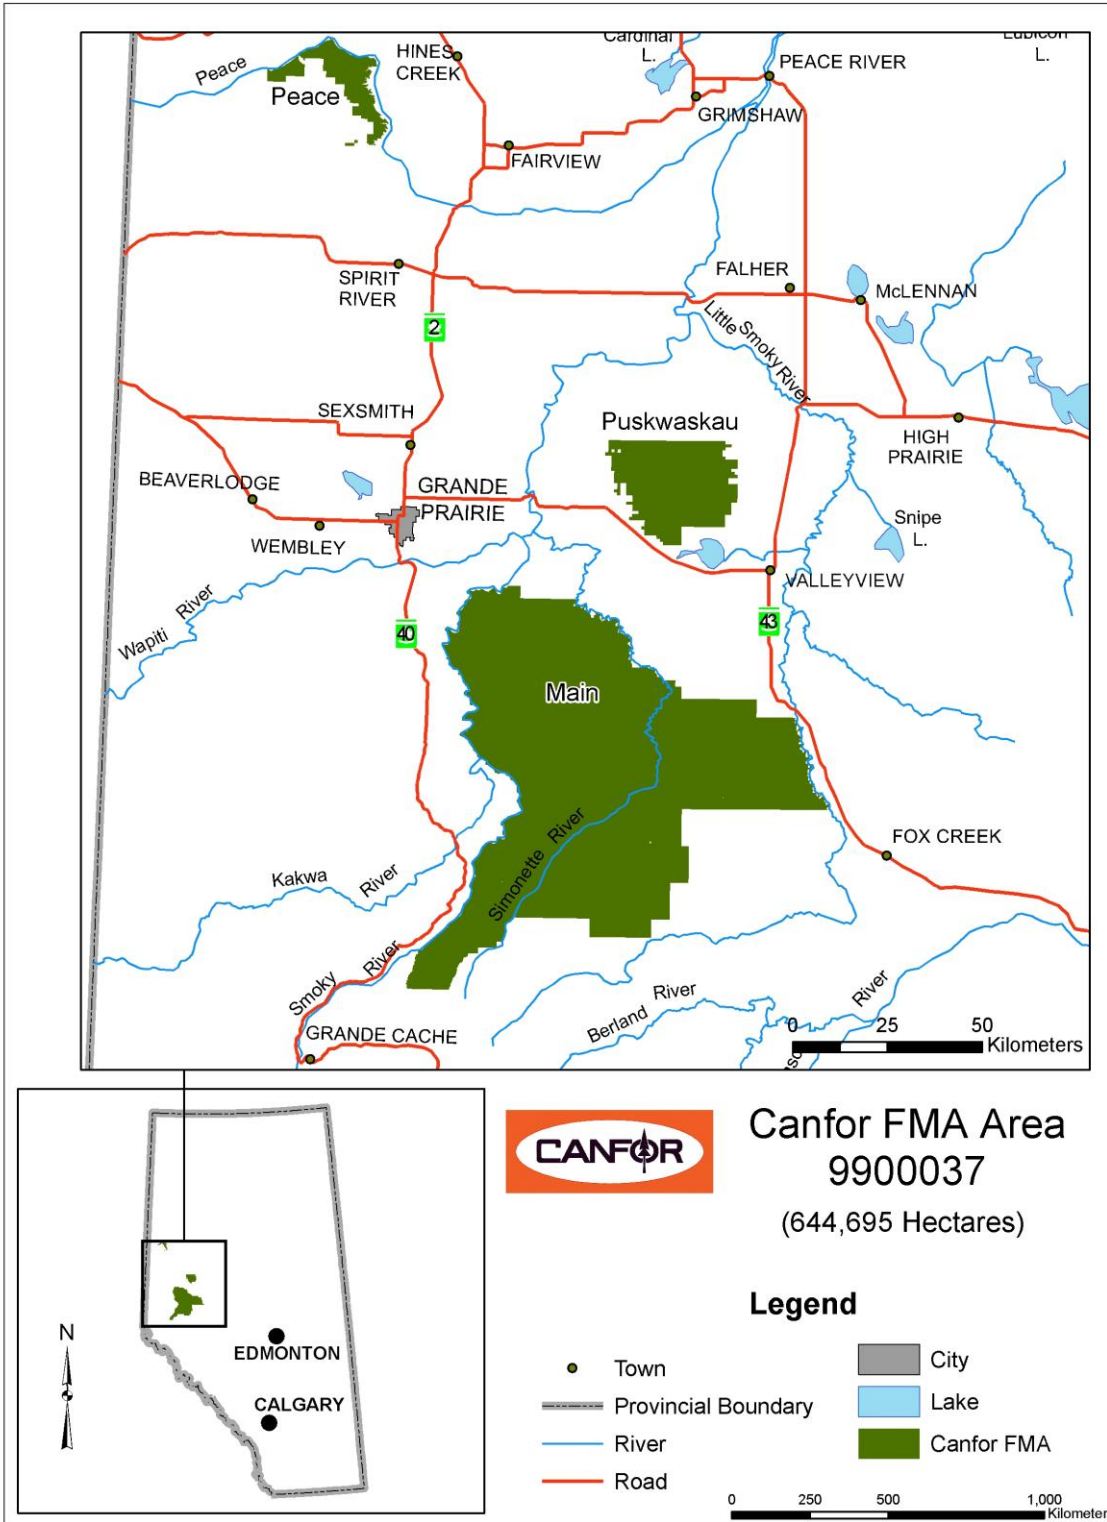 Cardinal
L.
Lubicon
L.
HINES
CREEK
Peace
Peace
PEACE RIVER
GRIMSHAW
FAIRVIEW
SPIRIT
RIVER
FALHER
McLENNAN
2
Little Smoky River
SEXSMITH
Puskwaskau
HIGH
PRAIRIE
BEAVERLODGE
GRANDE
PRAIRIE
WEMBLEY
Snipe
L.
VALLEYVIEW
Wapiti River
40
43
Main
FOX CREEK
Kakwa River
Simonette River
Smoky River
Berland River
River
GRANDE CACHE
0 25 50
Kilometers
CANFOR
Canfor FMA Area
9900037
(644,695 Hectares)
N
EDMONTON
CALGARY
Legend
Town
Provincial Boundary
River
Road
City
Lake
Canfor FMA
0 250 500 1,000
Kilometer